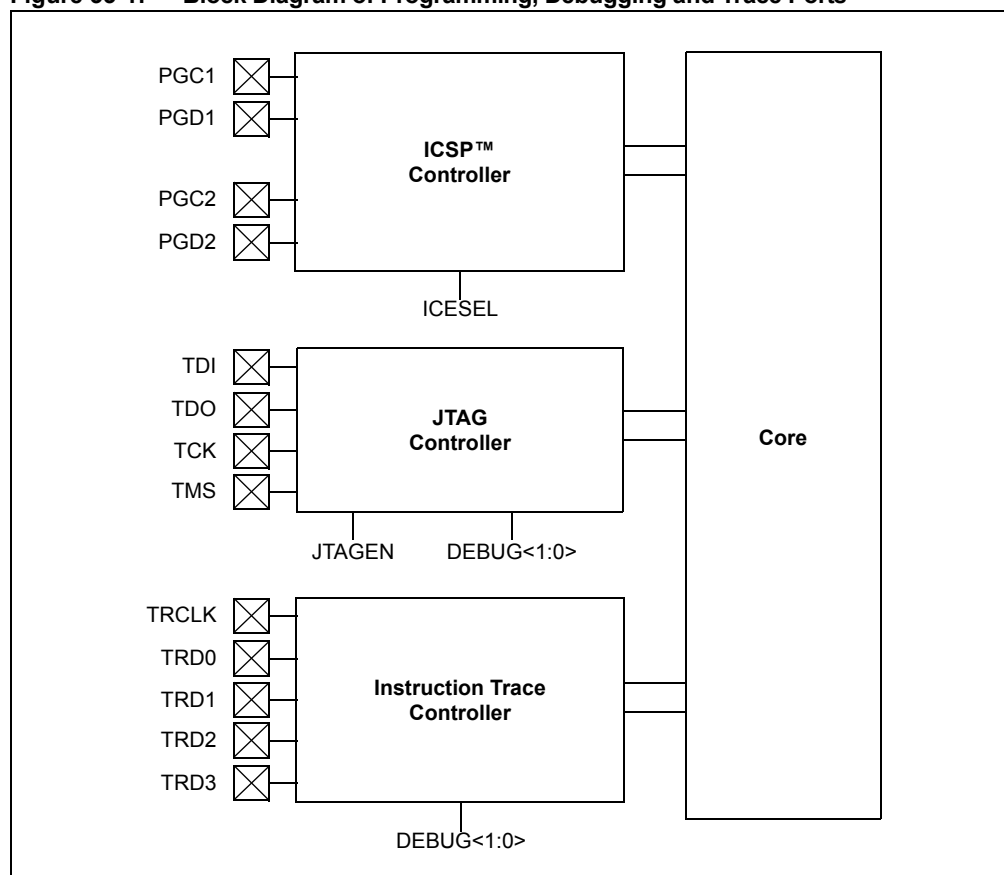 PGC1
PGD1
PGC2
PGD2
ICSP™
Controller
ICESEL
TDI
TDO
TCK
TMS
JTAG
Controller
JTAGEN DEBUG<1:0>
Core
TRCLK
TRD0
TRD1
TRD2
TRD3
Instruction Trace
Controller
DEBUG<1:0>